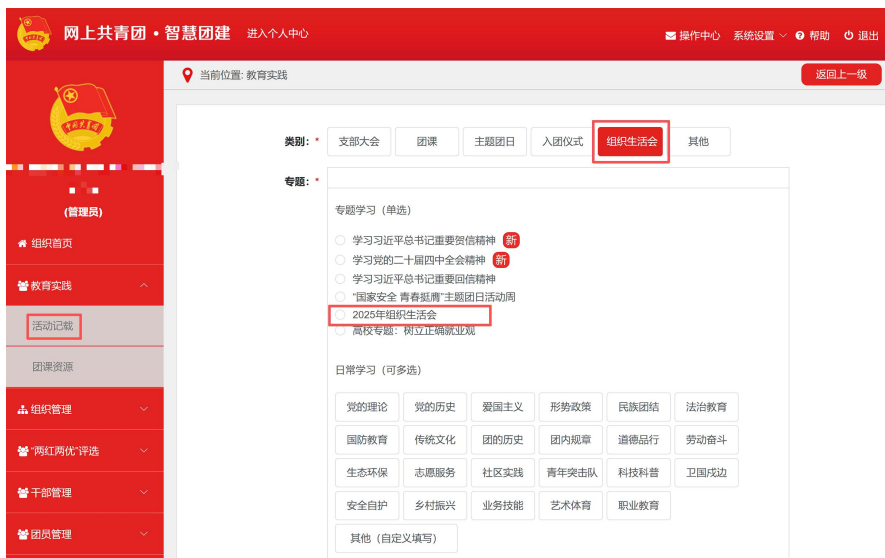 网上共青团·智慧团建 进入个人中心 操作中心 系统设置 帮助 退出
当前位置: 教育实践 返回上一级
类别：* 支部大会 团课 主题团日 入团仪式 组织生活会 其他
专题：*
(管理员)
组织首页
教育实践
活动记载
团课资源
组织管理
“两红两优”评选
干部管理
团员管理
专题学习（单选）
学习习近平总书记重要贺信精神 新
学习党的二十届四中全会精神 新
学习习近平总书记重要回信精神
“国家安全 青春挺膺”主题团日活动周
2025年组织生活会
高校专题：树立正确就业观
日常学习（可多选）
党的理论 党的历史 爱国主义 形势政策 民族团结 法治教育
国防教育 传统文化 团的历史 团内规章 道德品行 劳动奋斗
生态环保 志愿服务 社区实践 青年突击队 科技科普 卫国戍边
安全自护 乡村振兴 业务技能 艺术体育 职业教育
其他（自定义填写）